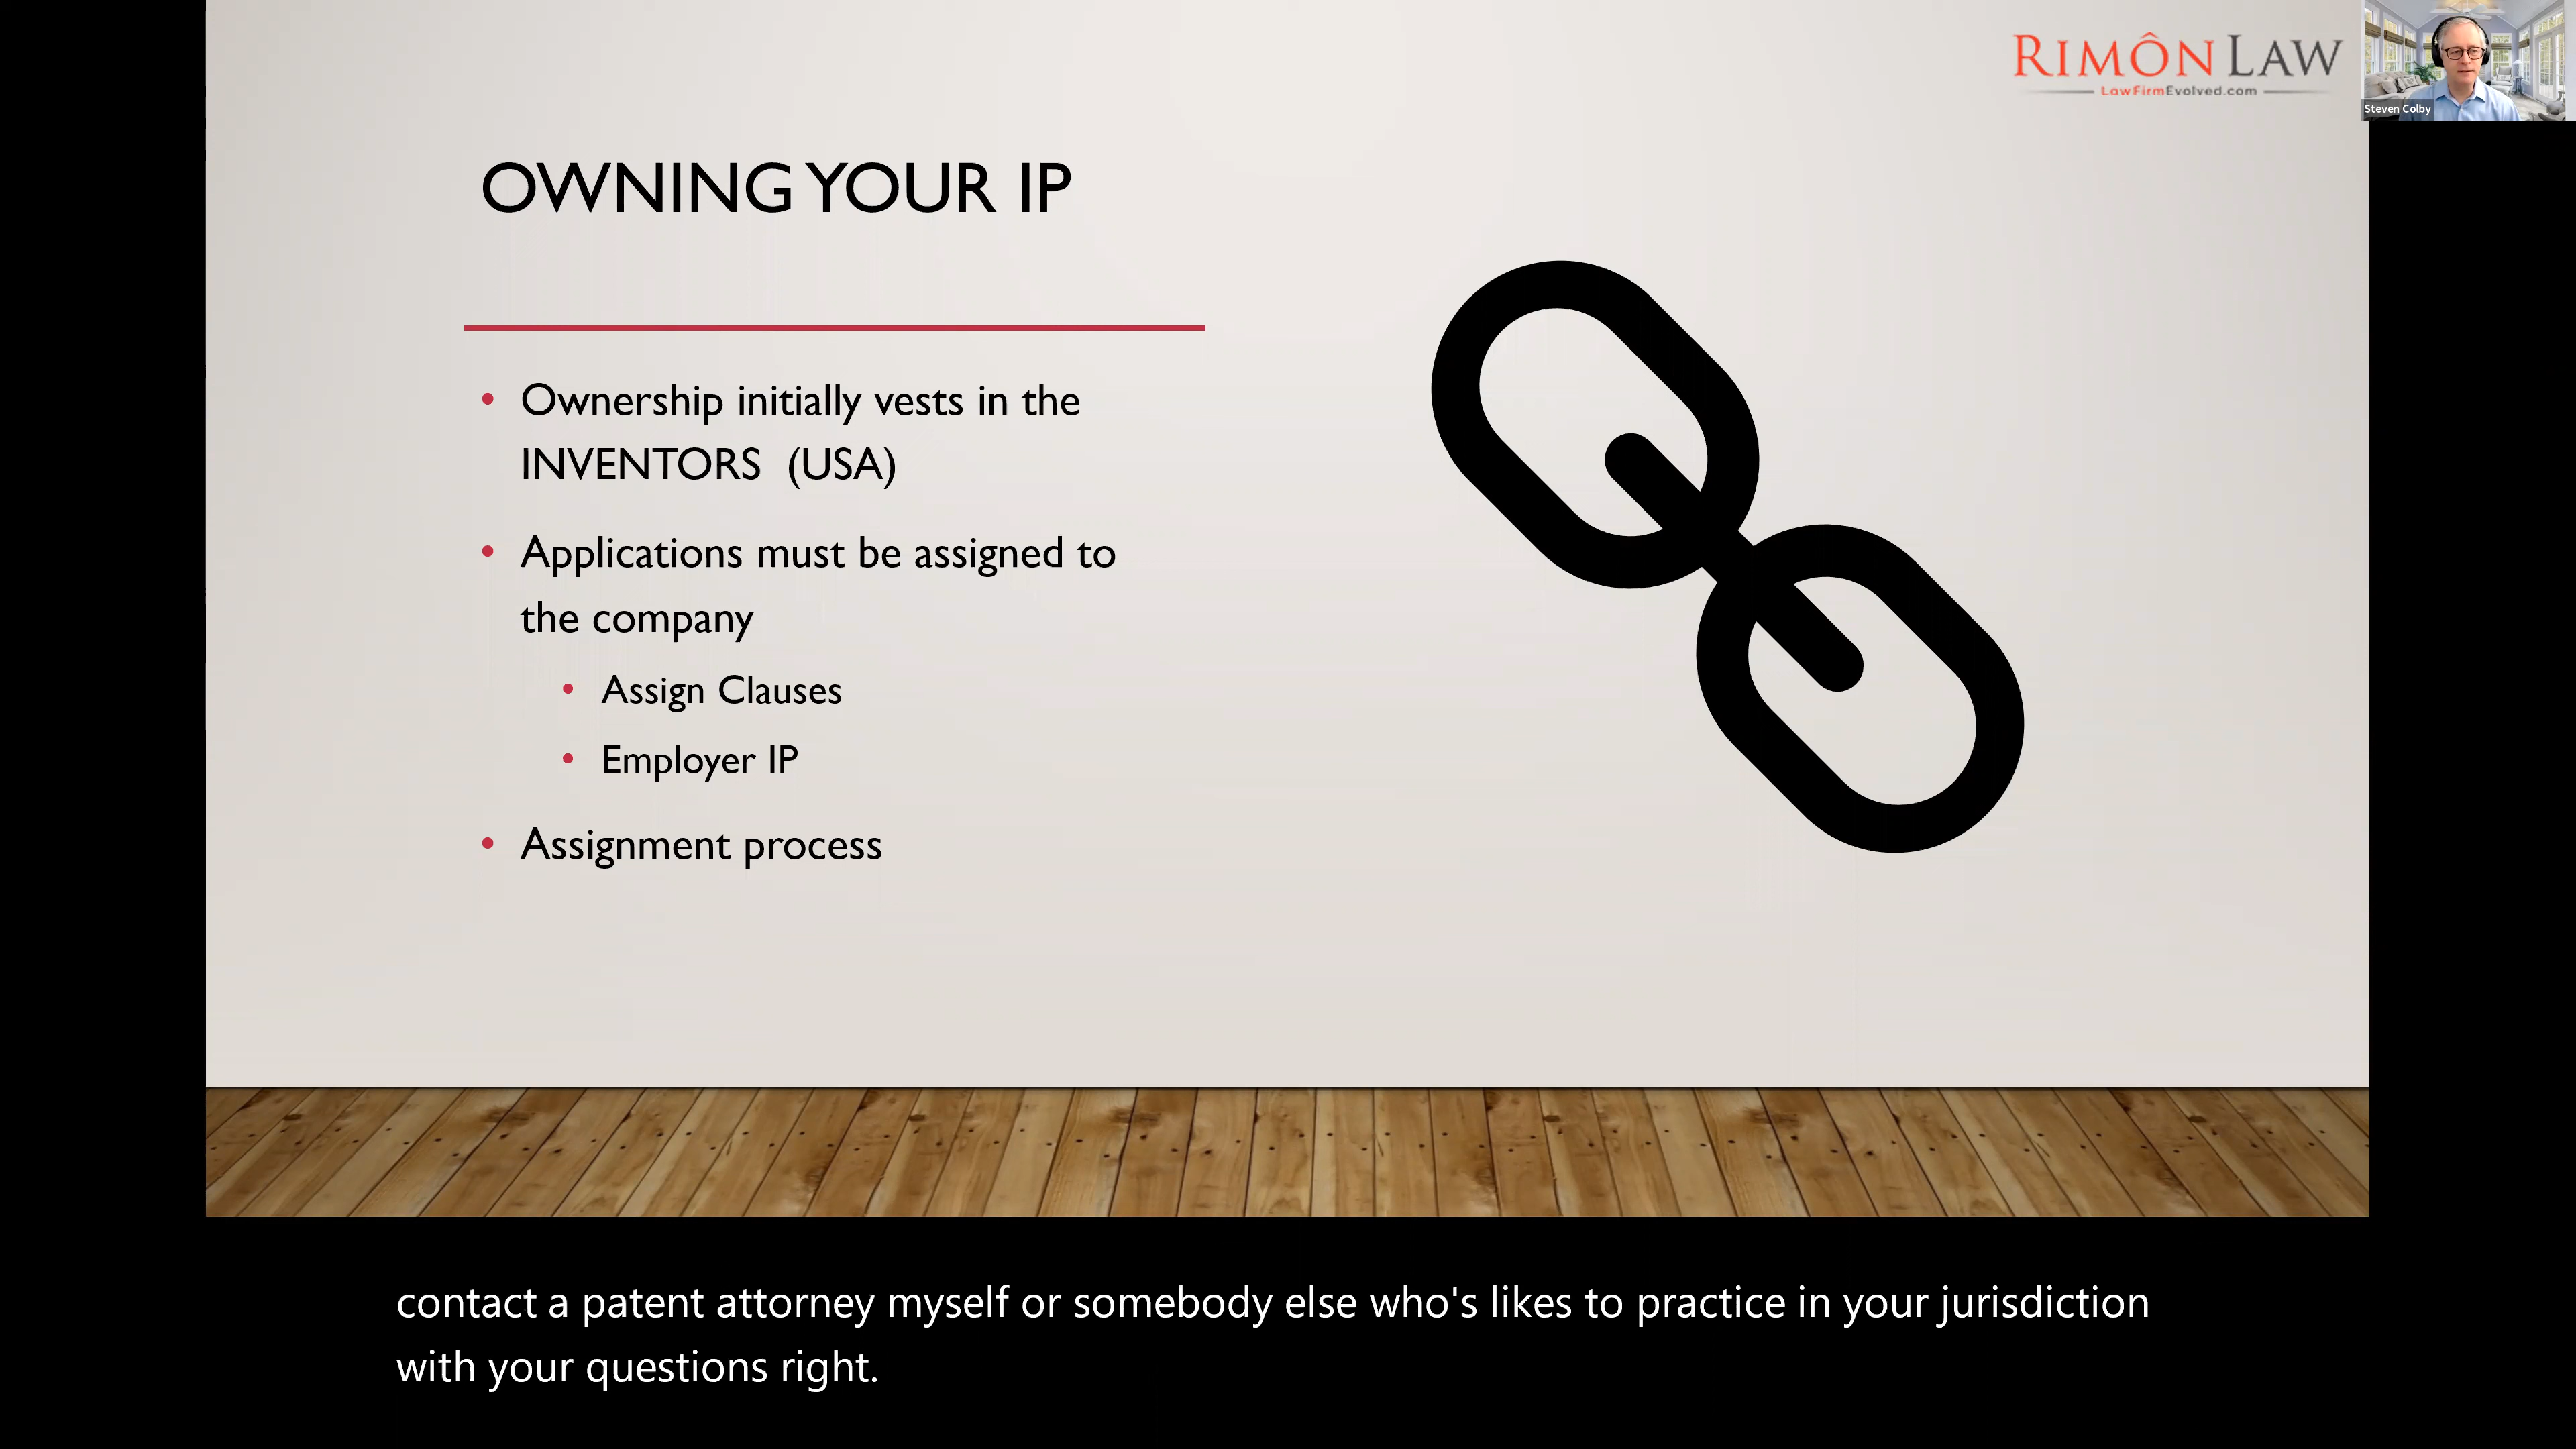 RIMÔN LAW
LawFirmEvolved.com
Steven Colby
OWNING YOUR IP
• Ownership initially vests in the
INVENTORS (USA)
• Applications must be assigned to
the company
• Assign Clauses
• Employer IP
• Assignment process
contact a patent attorney myself or somebody else who's likes to practice in your jurisdiction
with your questions right.